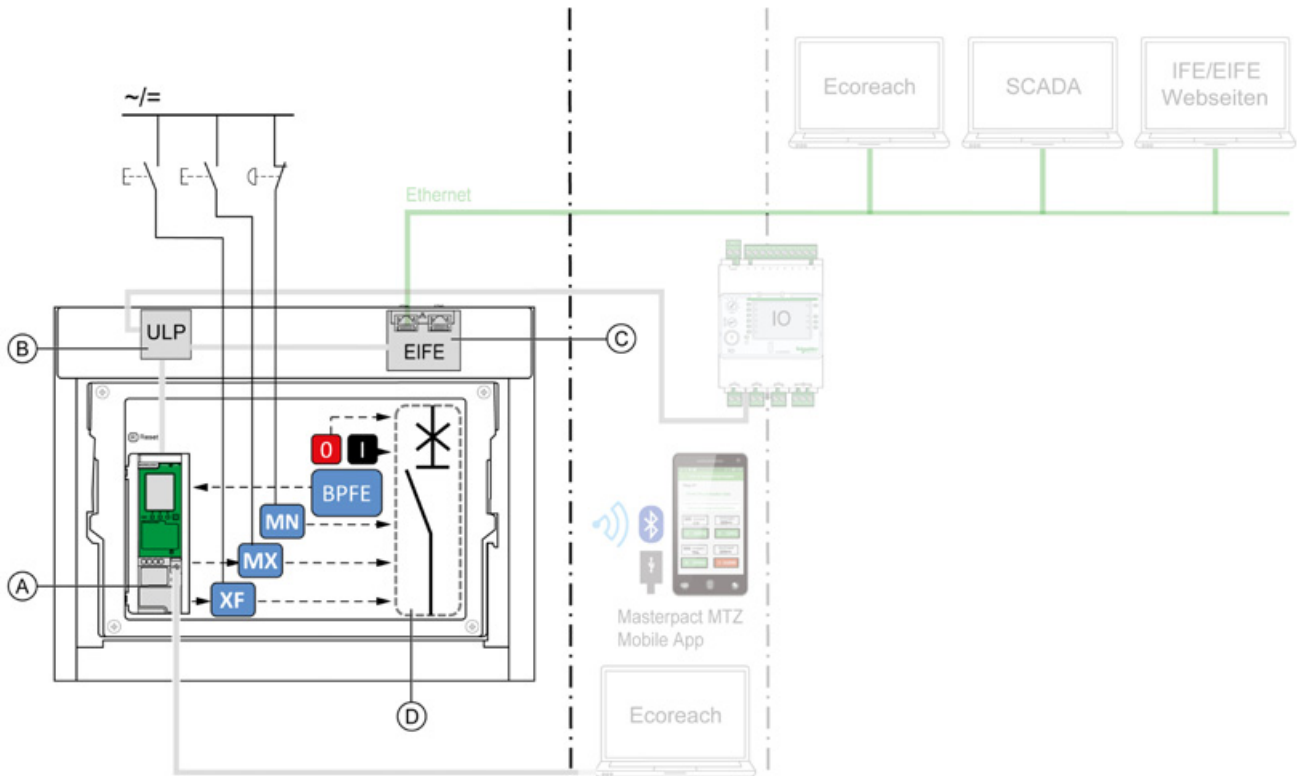 Ecoreach
SCADA
IFE/EIFE
Webseiten
~/=
Ethernet
ULP
EIFE
IO
B
C
Reset
0
I
BPFE
MN
MX
XF
A
D
Masterpact MTZ
Mobile App
Ecoreach